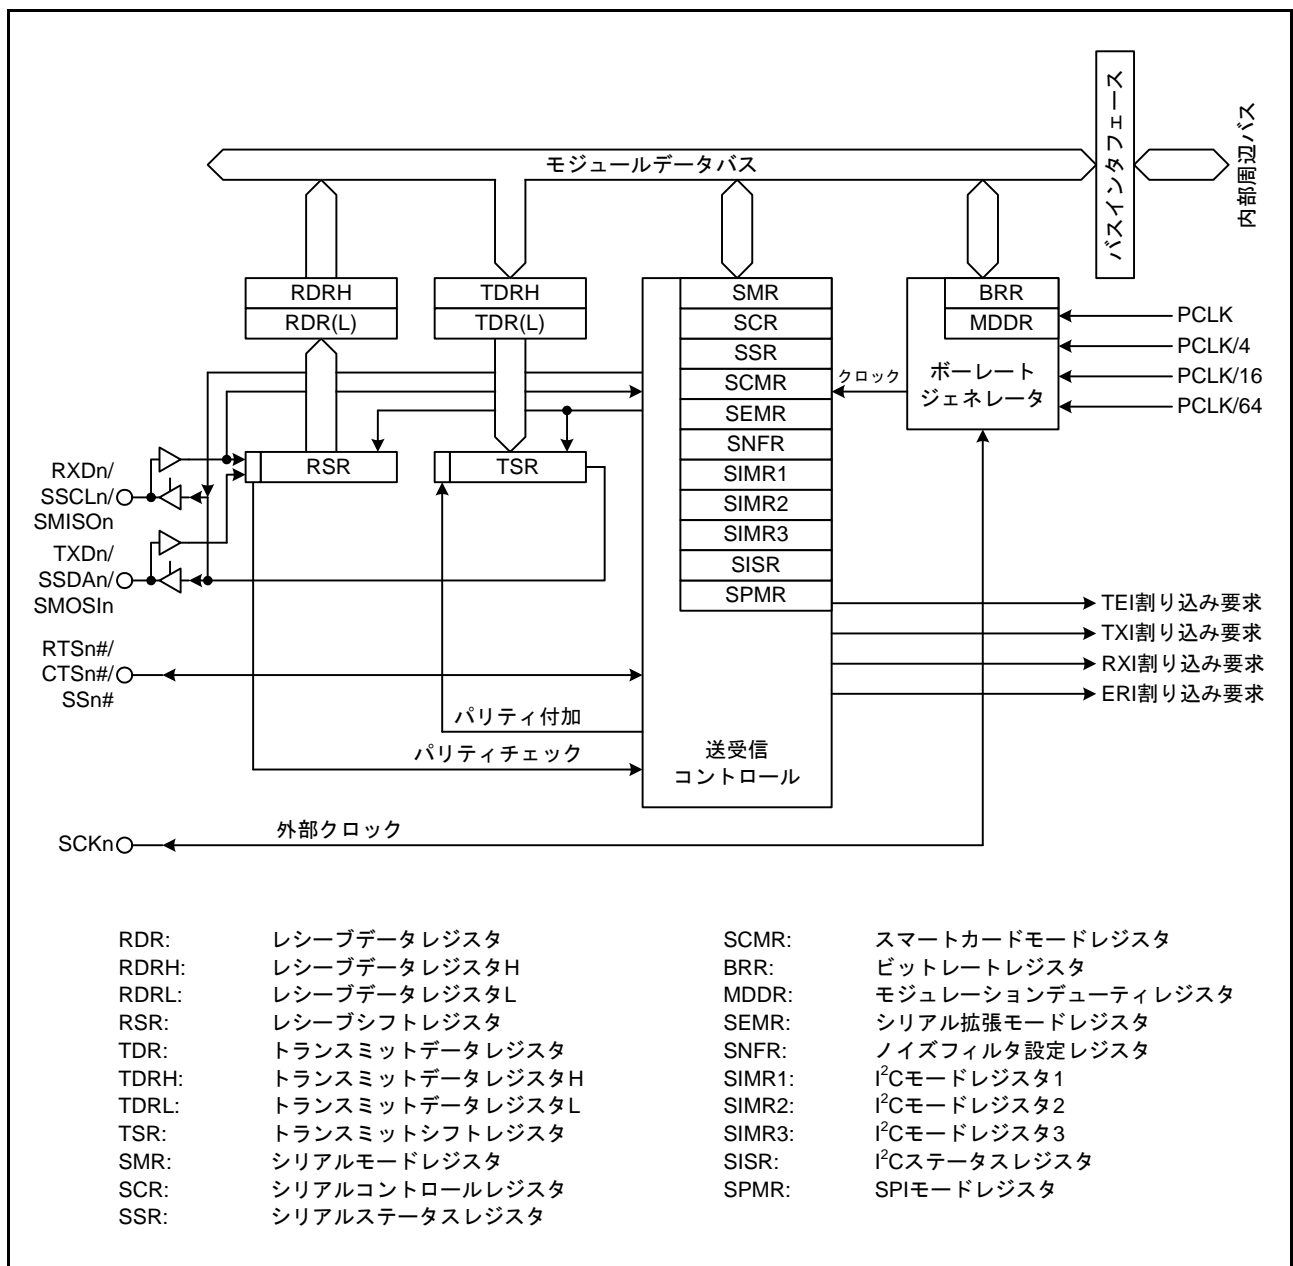 バスインタフェース
内部周辺バス
モジュールデータバス
RDRH
RDR(L)
TDRH
TDR(L)
SMR
SCR
SSR
SCMR
SEMR
SNFR
SIMR1
SIMR2
SIMR3
SISR
SPMR
送受信
コントロール
BRR
MDDR
ボーレート
ジェネレータ
クロック
PCLK
PCLK/4
PCLK/16
PCLK/64
RSR
TSR
RXDn/
SSCLn/
SMISOn
TXDn/
SSDAn/
SMOSIn
RTSn#/
CTSn#/
SSn#
パリティ付加
パリティチェック
TEI割り込み要求
TXI割り込み要求
RXI割り込み要求
ERI割り込み要求
SCKn
外部クロック
RDR: レシーブデータレジスタ
RDRH: レシーブデータレジスタH
RDRL: レシーブデータレジスタL
RSR: レシーブシフトレジスタ
TDR: トランスミットデータレジスタ
TDRH: トランスミットデータレジスタH
TDRL: トランスミットデータレジスタL
TSR: トランスミットシフトレジスタ
SMR: シリアルモードレジスタ
SCR: シリアルコントロールレジスタ
SSR: シリアルステータスレジスタ
SCMR: スマートカードモードレジスタ
BRR: ビットレートレジスタ
MDDR: モジュレーションデューティレジスタ
SEMR: シリアル拡張モードレジスタ
SNFR: ノイズフィルタ設定レジスタ
SIMR1: I²Cモードレジスタ1
SIMR2: I²Cモードレジスタ2
SIMR3: I²Cモードレジスタ3
SISR: I²Cステータスレジスタ
SPMR: SPIモードレジスタ